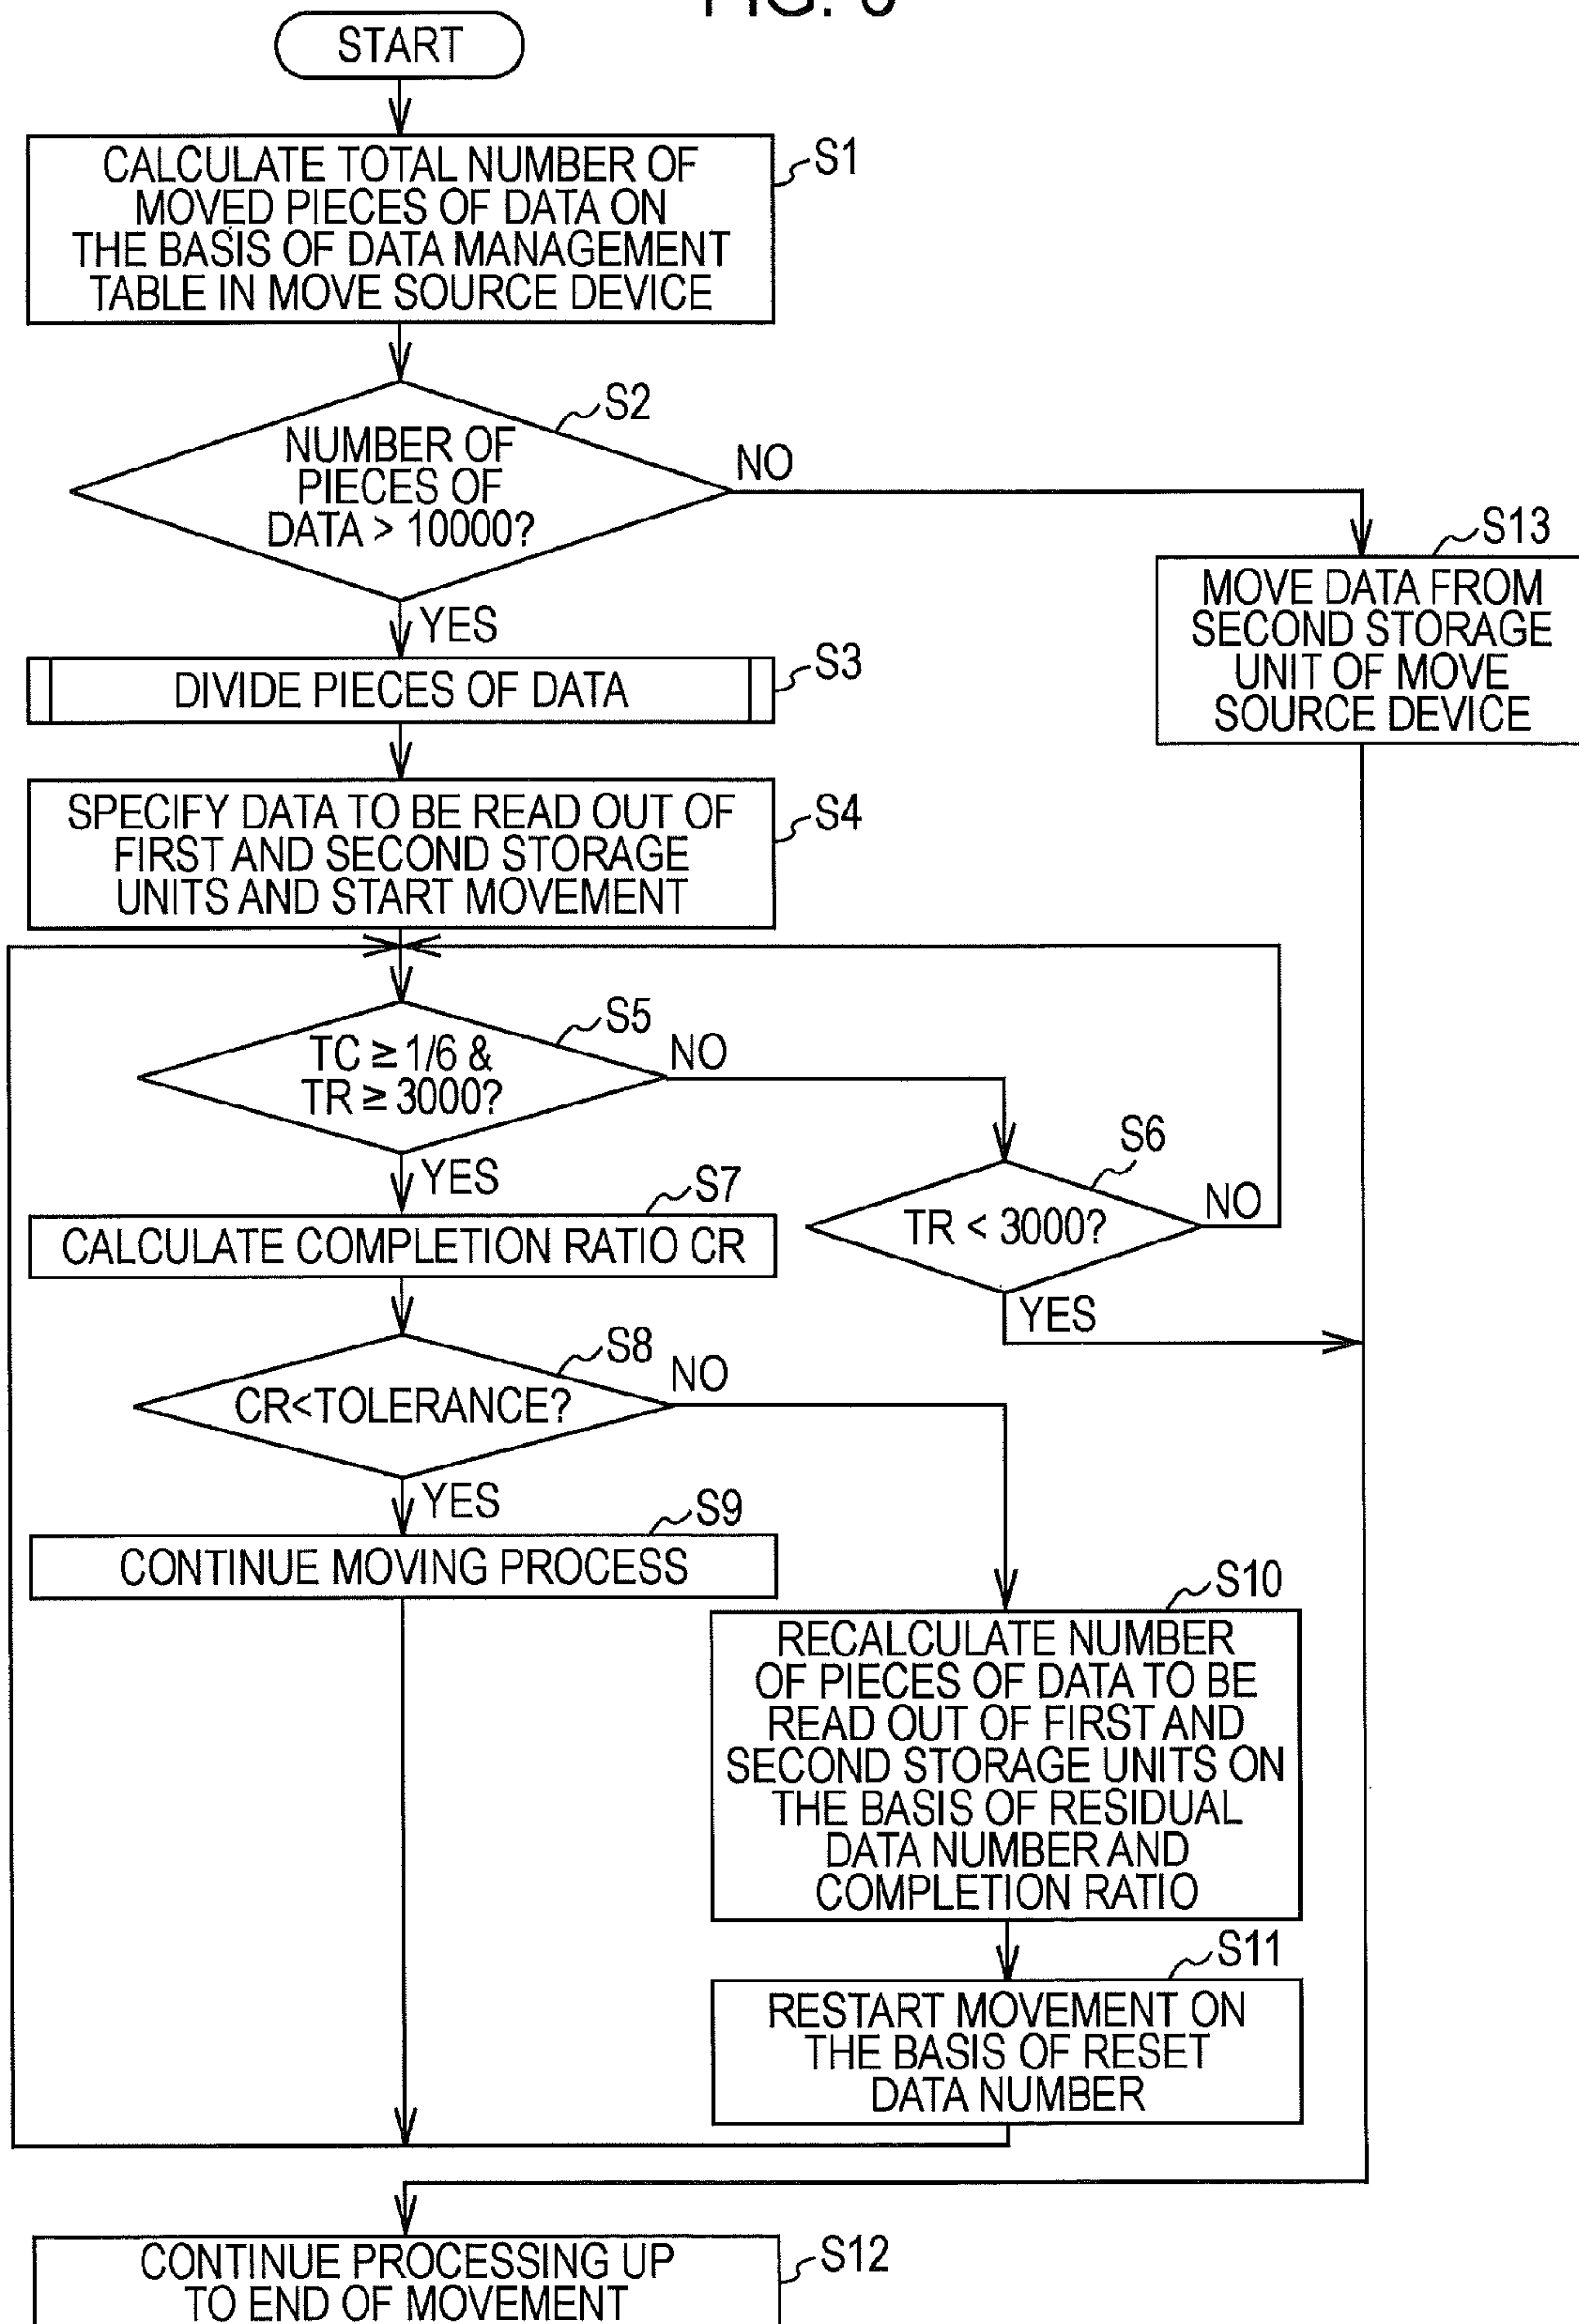 START
CALCULATE TOTAL NUMBER OF
MOVED PIECES OF DATA ON
THE BASIS OF DATA MANAGEMENT
TABLE IN MOVE SOURCE DEVICE
S1
NUMBER OF
PIECES OF
DATA > 10000?
S2
NO
YES
S13
MOVE DATA FROM
SECOND STORAGE
UNIT OF MOVE
SOURCE DEVICE
DIVIDE PIECES OF DATA
S3
SPECIFY DATA TO BE READ OUT OF
FIRST AND SECOND STORAGE
UNITS AND START MOVEMENT
S4
TC ≥ 1/6 &
TR ≥ 3000?
S5
NO
YES
S6
TR < 3000?
NO
YES
S7
CALCULATE COMPLETION RATIO CR
S8
CR<TOLERANCE?
NO
YES
S9
CONTINUE MOVING PROCESS
S10
RECALCULATE NUMBER
OF PIECES OF DATA TO BE
READ OUT OF FIRST AND
SECOND STORAGE UNITS ON
THE BASIS OF RESIDUAL
DATA NUMBER AND
COMPLETION RATIO
S11
RESTART MOVEMENT ON
THE BASIS OF RESET
DATA NUMBER
CONTINUE PROCESSING UP
TO END OF MOVEMENT
S12